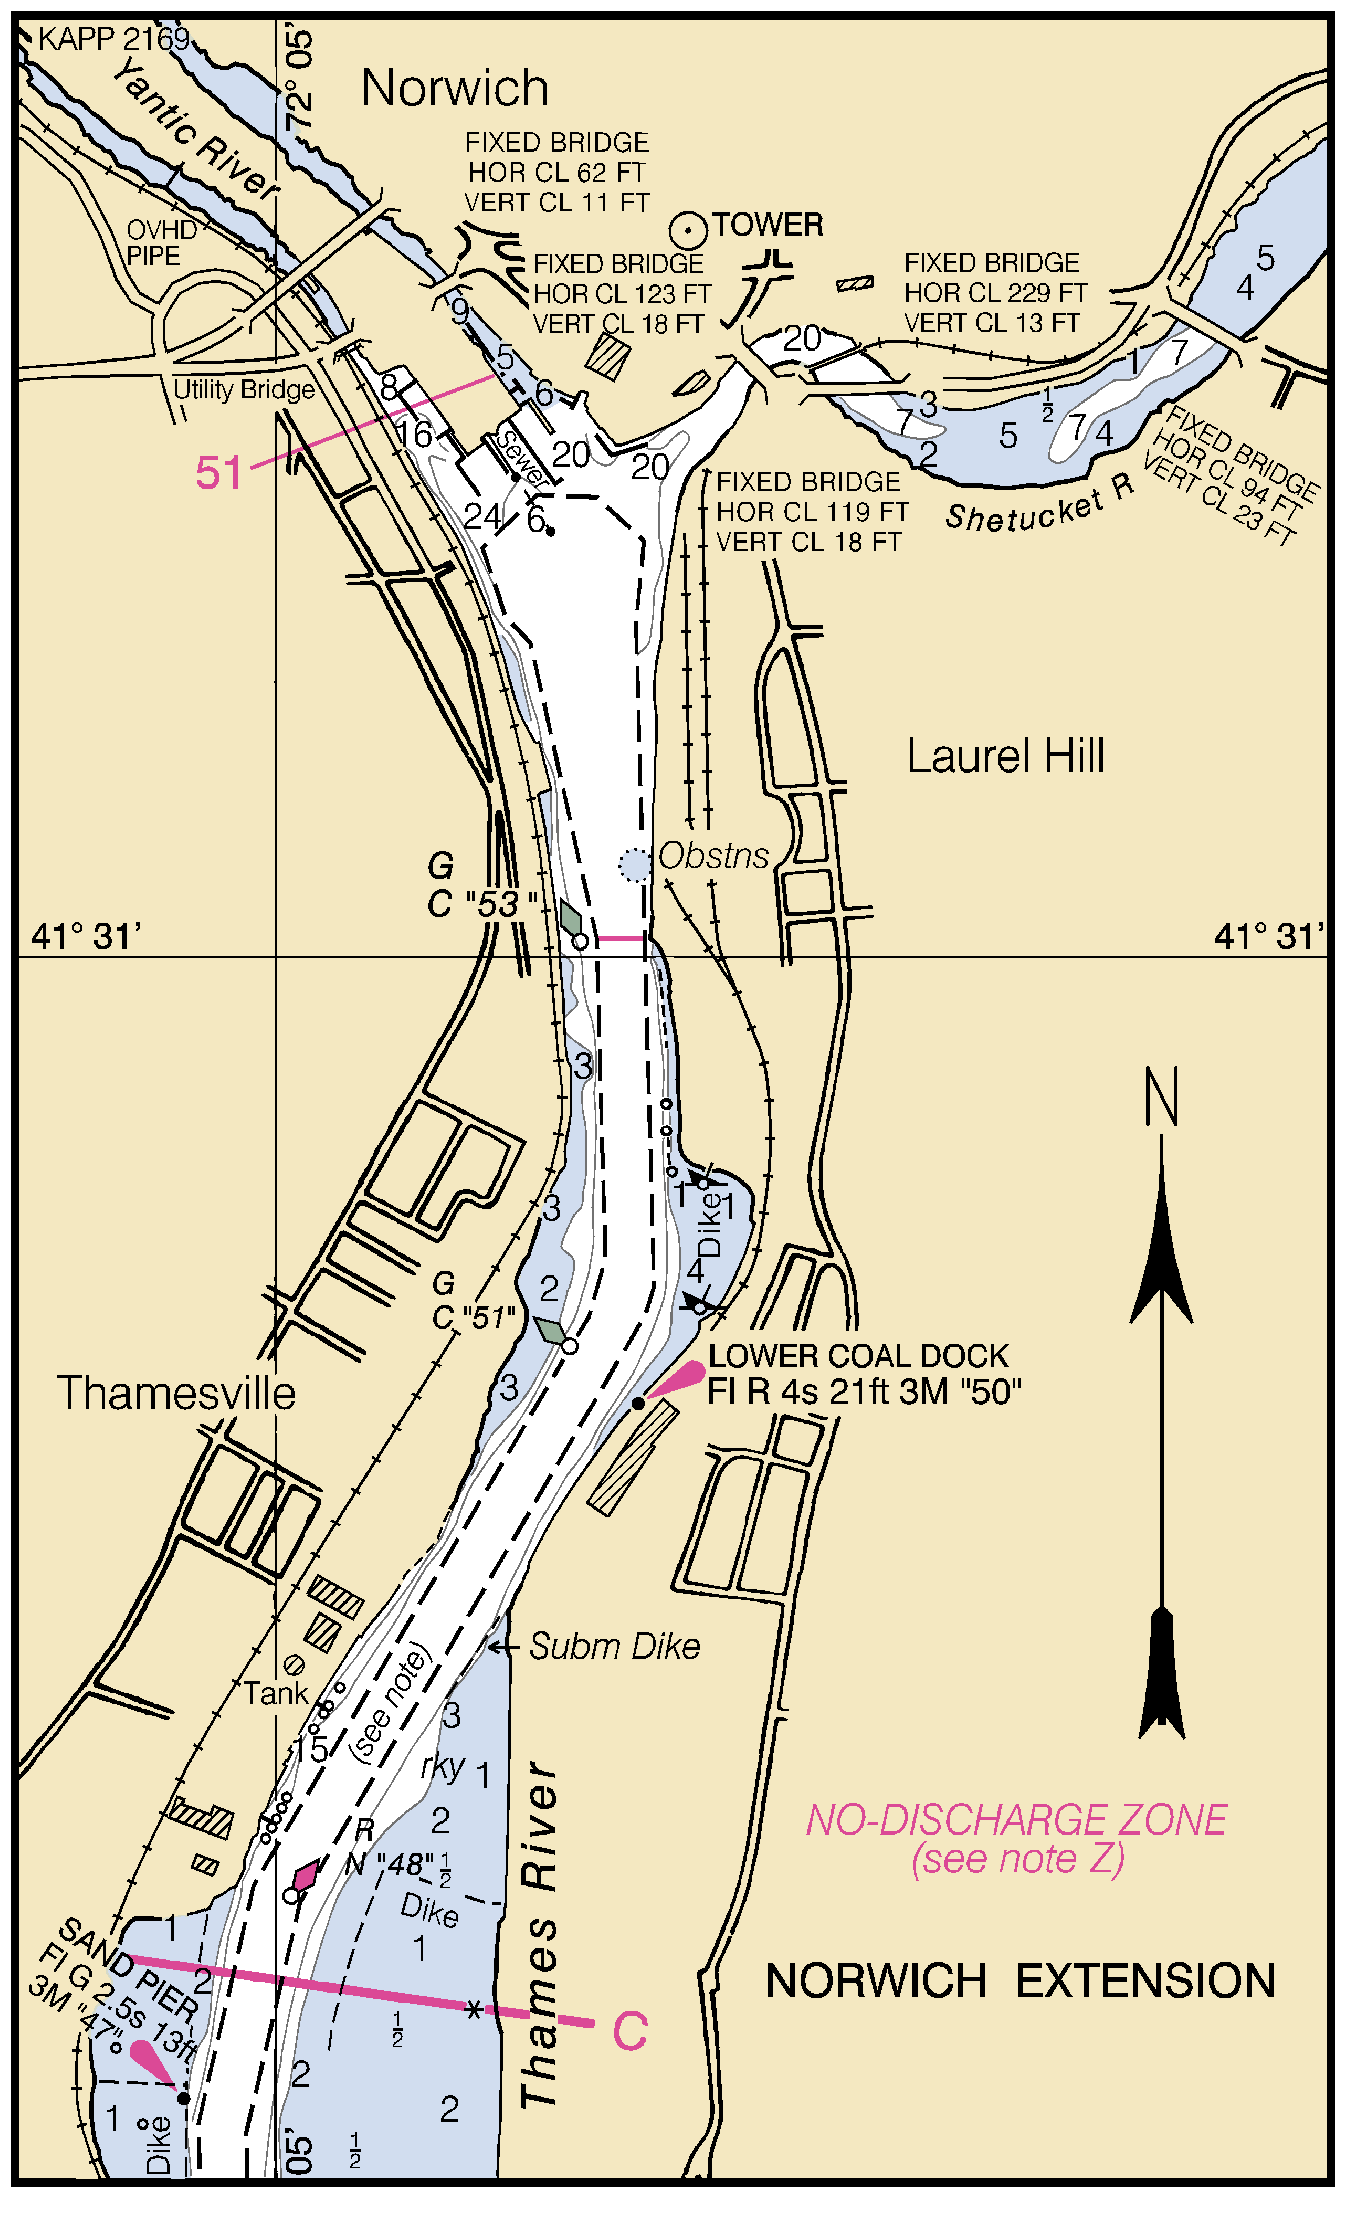 KAPP 2169
72° 05'
Norwich
Yantic River
FIXED BRIDGE
HOR CL 62 FT
VERT CL 11 FT
TOWER
OVHD
PIPE
FIXED BRIDGE
HOR CL 123 FT
VERT CL 18 FT
FIXED BRIDGE
HOR CL 229 FT
VERT CL 13 FT
5
4
9
20
5
1
7
Utility Bridge
8
6
3
1/2
7
7
4
5
2
16
20
20
Sewer
51
FIXED BRIDGE
HOR CL 94 FT
VERT CL 23 FT
FIXED BRIDGE
HOR CL 119 FT
VERT CL 18 FT
Shetucket R
24
6
Laurel Hill
Obstns
G
C "53"
41° 31'
41° 31'
3
N
3
1
Dike
1
4
2
G
C "51"
3
LOWER COAL DOCK
Fl R 4s 21ft 3M "50"
Thamesville
Subm Dike
(see note)
Tank
15
3
rky
1
2
R
N "48"
1/2
Dike
Thames River
NO-DISCHARGE ZONE
(see note Z)
1
1
2
SAND PIER
Fl G 2.5s 13ft
3M "47"
NORWICH EXTENSION
C
1/2
2
2
1
Dike
05'
1/2